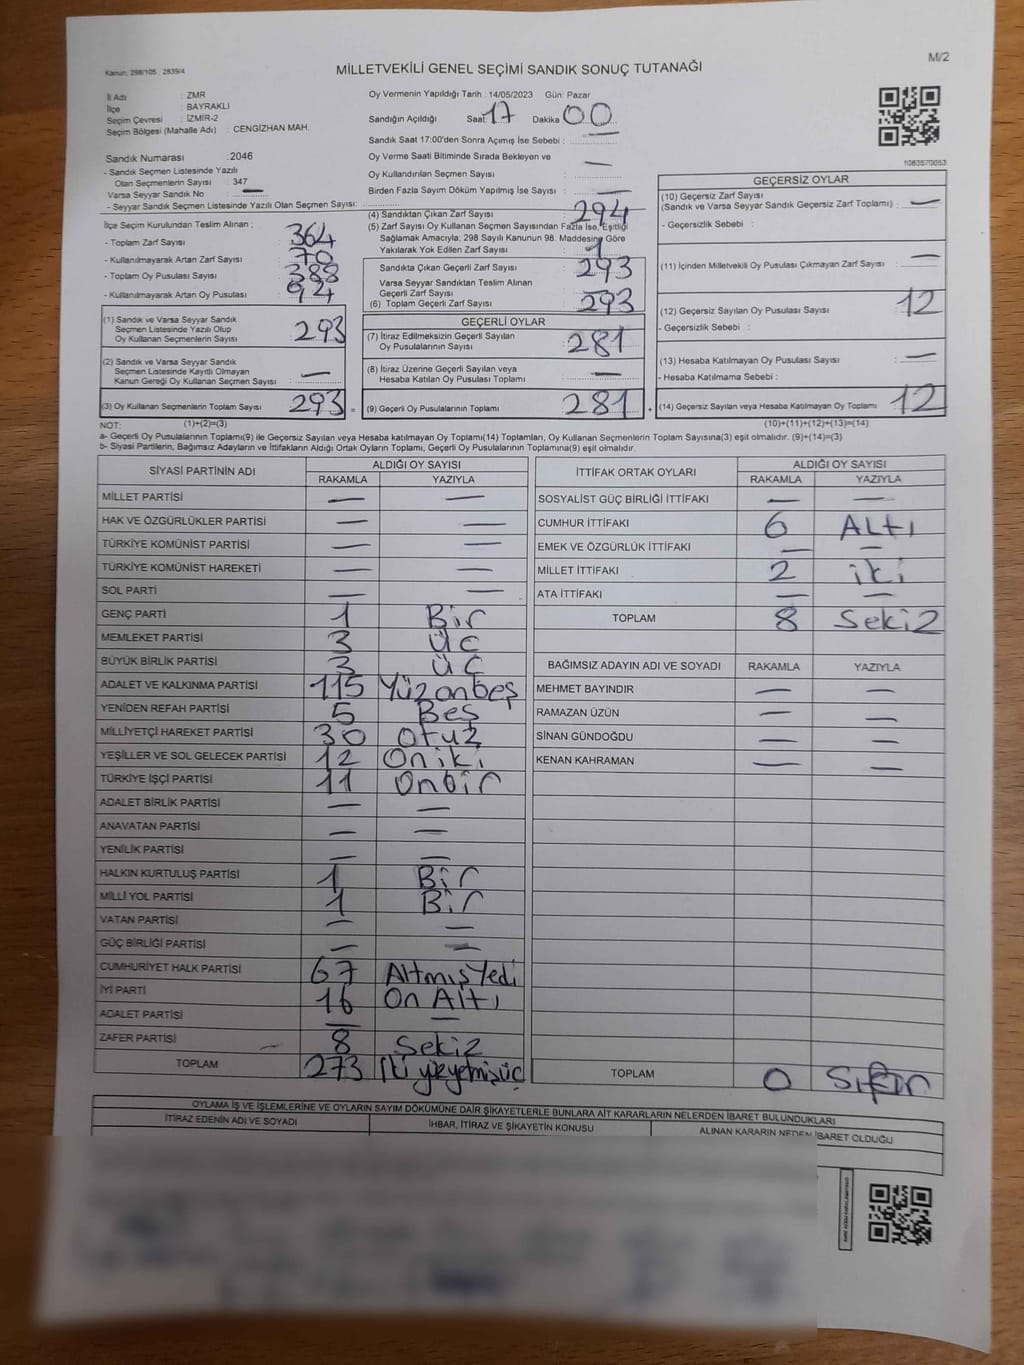 M/2
Kanun; 298/105 , 2839/4
MİLLETVEKİLİ GENEL SEÇİMİ SANDIK SONUÇ TUTANAĞI
İl Adı : ZMR
İlçe : BAYRAKLI
Seçim Çevresi : İZMİR-2
Seçim Bölgesi (Mahalle Adı) : CENGİZHAN MAH.
Sandık Numarası :2046
- Sandık Seçmen Listesinde Yazılı
Olan Seçmenlerin Sayısı : 347
Varsa Seyyar Sandık No : —
- Seyyar Sandık Seçmen Listesinde Yazılı Olan Seçmen Sayısı:
Oy Vermenin Yapıldığı Tarih : 14/05/2023 Gün: Pazar
Sandığın Açıldığı Saat: 17 Dakika 00
Sandık Saat 17:00'den Sonra Açımış İse Sebebi : —
Oy Verme Saati Bitiminde Sırada Bekleyen ve
Oy Kullandırılan Seçmen Sayısı : —
Birden Fazla Sayım Döküm Yapılmış İse Sayısı : —
1083570053
İlçe Seçim Kurulundan Teslim Alınan ;
- Toplam Zarf Sayısı : 364
- Kullanılmayarak Artan Zarf Sayısı : 70
- Toplam Oy Pusulası Sayısı : 388
- Kullanılmayarak Artan Oy Pusulası
(1) Sandık ve Varsa Seyyar Sandık
Seçmen Listesinde Yazılı Olup
Oy Kullanan Seçmenlerin Sayısı : 293
(2) Sandık ve Varsa Seyyar Sandık
Seçmen Listesinde Kayıtlı Olmayan
Kanun Gereği Oy Kullanan Seçmen Sayısı : —
(3) Oy Kullanan Seçmenlerin Toplam Sayısı 293 =
(4) Sandıktan Çıkan Zarf Sayısı : 294
(5) Zarf Sayısı Oy Kullanan Seçmen Sayısından Fazla İse, Eşitliği
Sağlamak Amacıyla, 298 Sayılı Kanunun 98. Maddesine Göre
Yakılarak Yok Edilen Zarf Sayısı : 1
Sandıkta Çıkan Geçerli Zarf Sayısı : 293
Varsa Seyyar Sandıktan Teslim Alınan
Geçerli Zarf Sayısı : —
(6) Toplam Geçerli Zarf Sayısı : 293
GEÇERLİ OYLAR
(7) İtiraz Edilmeksizin Geçerli Sayılan
Oy Pusulalarının Sayısı : 281
(8) İtiraz Üzerine Geçerli Sayılan veya
Hesaba Katılan Oy Pusulası Toplamı : —
(9) Geçerli Oy Pusulalarının Toplamı : 281 +
GEÇERSİZ OYLAR
(10) Geçersiz Zarf Sayısı
(Sandık ve Varsa Seyyar Sandık Geçersiz Zarf Toplamı) : —
- Geçersizlik Sebebi :
(11) İçinden Milletvekili Oy Pusulası Çıkmayan Zarf Sayısı : —
(12) Geçersiz Sayılan Oy Pusulası Sayısı : 12
- Geçersizlik Sebebi :
(13) Hesaba Katılmayan Oy Pusulası Sayısı : —
- Hesaba Katılmama Sebebi :
(14) Geçersiz Sayılan veya Hesaba Katılmayan Oy Toplamı : 12
NOT: (1)+(2)=(3) (10)+(11)+(12)+(13)=(14)
a- Geçerli Oy Pusulalarının Toplamı(9) ile Geçersiz Sayılan veya Hesaba katılmayan Oy Toplamı(14) Toplamları, Oy Kullanan Seçmenlerin Toplam Sayısına(3) eşit olmalıdır. (9)+(14)=(3)
b- Siyasi Partilerin, Bağımsız Adayların ve İttifakların Aldığı Ortak Oyların Toplamı, Geçerli Oy Pusulalarının Toplamına(9) eşit olmalıdır.
SİYASİ PARTİNİN ADI ALDIĞI OY SAYISI
RAKAMLA YAZIYLA
MİLLET PARTİSİ — —
HAK VE ÖZGÜRLÜKLER PARTİSİ — —
TÜRKİYE KOMÜNİST PARTİSİ — —
TÜRKİYE KOMÜNİST HAREKETİ — —
SOL PARTİ — —
GENÇ PARTİ 1 Bir
MEMLEKET PARTİSİ 3 Üç
BÜYÜK BİRLİK PARTİSİ 3 Üç
ADALET VE KALKINMA PARTİSİ 115 Yüzonbeş
YENİDEN REFAH PARTİSİ 5 Beş
MİLLİYETÇİ HAREKET PARTİSİ 30 Otuz
YEŞİLLER VE SOL GELECEK PARTİSİ 12 Oniki
TÜRKİYE İŞÇİ PARTİSİ 11 Onbir
ADALET BİRLİK PARTİSİ — —
ANAVATAN PARTİSİ — —
YENİLİK PARTİSİ — —
HALKIN KURTULUŞ PARTİSİ 1 Bir
MİLLİ YOL PARTİSİ 1 Bir
VATAN PARTİSİ — —
GÜÇ BİRLİĞİ PARTİSİ — —
CUMHURİYET HALK PARTİSİ 67 AltmışYedi
İYİ PARTİ 16 On Altı
ADALET PARTİSİ — —
ZAFER PARTİSİ 8 Sekiz
TOPLAM 273
İTTİFAK ORTAK OYLARI ALDIĞI OY SAYISI
RAKAMLA YAZIYLA
SOSYALİST GÜÇ BİRLİĞİ İTTİFAKI — —
CUMHUR İTTİFAKI 6 Altı
EMEK VE ÖZGÜRLÜK İTTİFAKI — —
MİLLET İTTİFAKI 2 iki
ATA İTTİFAKI — —
TOPLAM 8 Sekiz
BAĞIMSIZ ADAYIN ADI VE SOYADI RAKAMLA YAZIYLA
MEHMET BAYINDIR — —
RAMAZAN ÜZÜN — —
SİNAN GÜNDOĞDU — —
KENAN KAHRAMAN — —
TOPLAM 0 Sıfır
OYLAMA İŞ VE İŞLEMLERİNE VE OYLARIN SAYIM DÖKÜMÜNE DAİR ŞİKAYETLERLE BUNLARA AİT KARARLARIN NELERDEN İBARET BULUNDUKLARI
İTİRAZ EDENİN ADI VE SOYADI İHBAR, İTİRAZ VE ŞİKAYETİN KONUSU ALINAN KARARIN NEDEN İBARET OLDUĞU